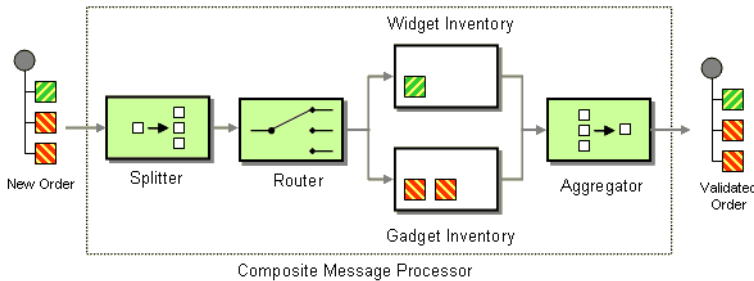 Widget Inventory
New Order
Splitter
Router
Gadget Inventory
Aggregator
Validated
Order
Composite Message Processor